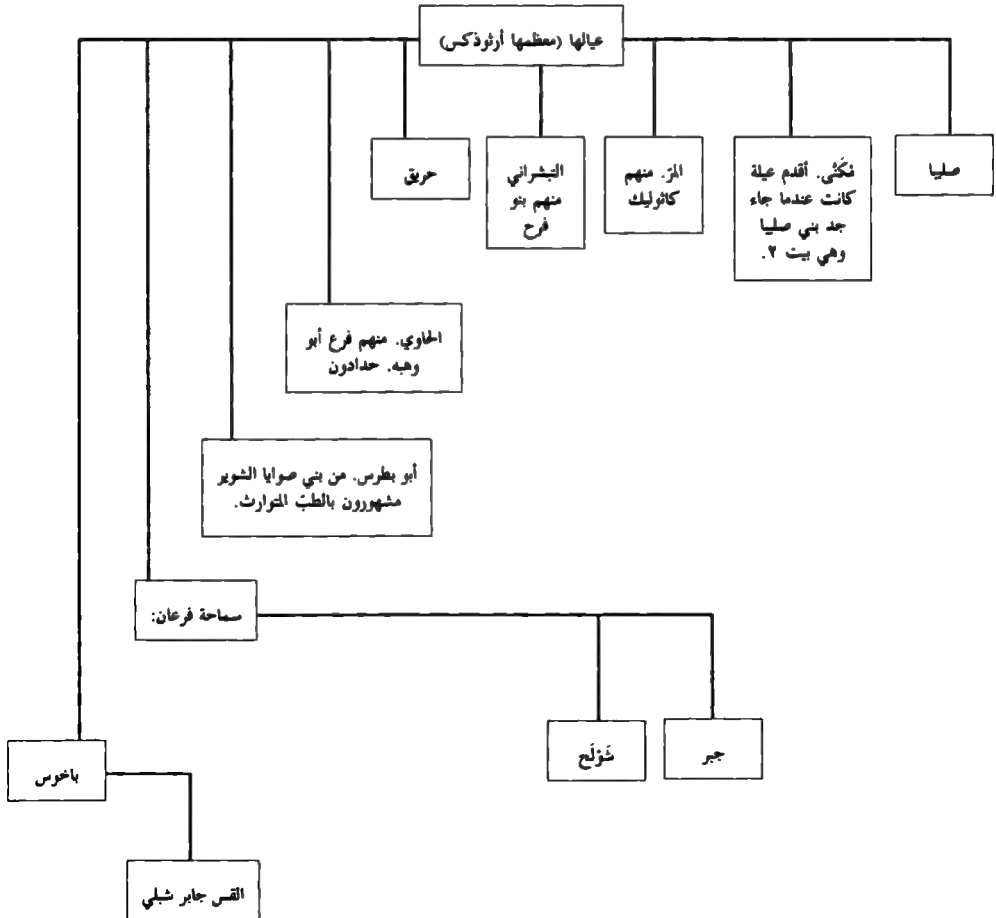 عيالها (معظمها أرثوذكس)
صليبا
مُكَنّى. أقدم عيلة
كانت عندما جاء
جد بني صليبا
وهي بيت ٢.
المرّ. منهم
كاثوليك
التبشراني
منهم بنو
فرح
حريق
الحاوي. منهم فرع أبو
وهبه. حدادون
أبو بطرس. من بني صوايا الشوير
مشهورون بالطبّ المتوارث.
سماحة فرعان:
جبر
شَوْلَح
باخوس
القس جابر شبلي